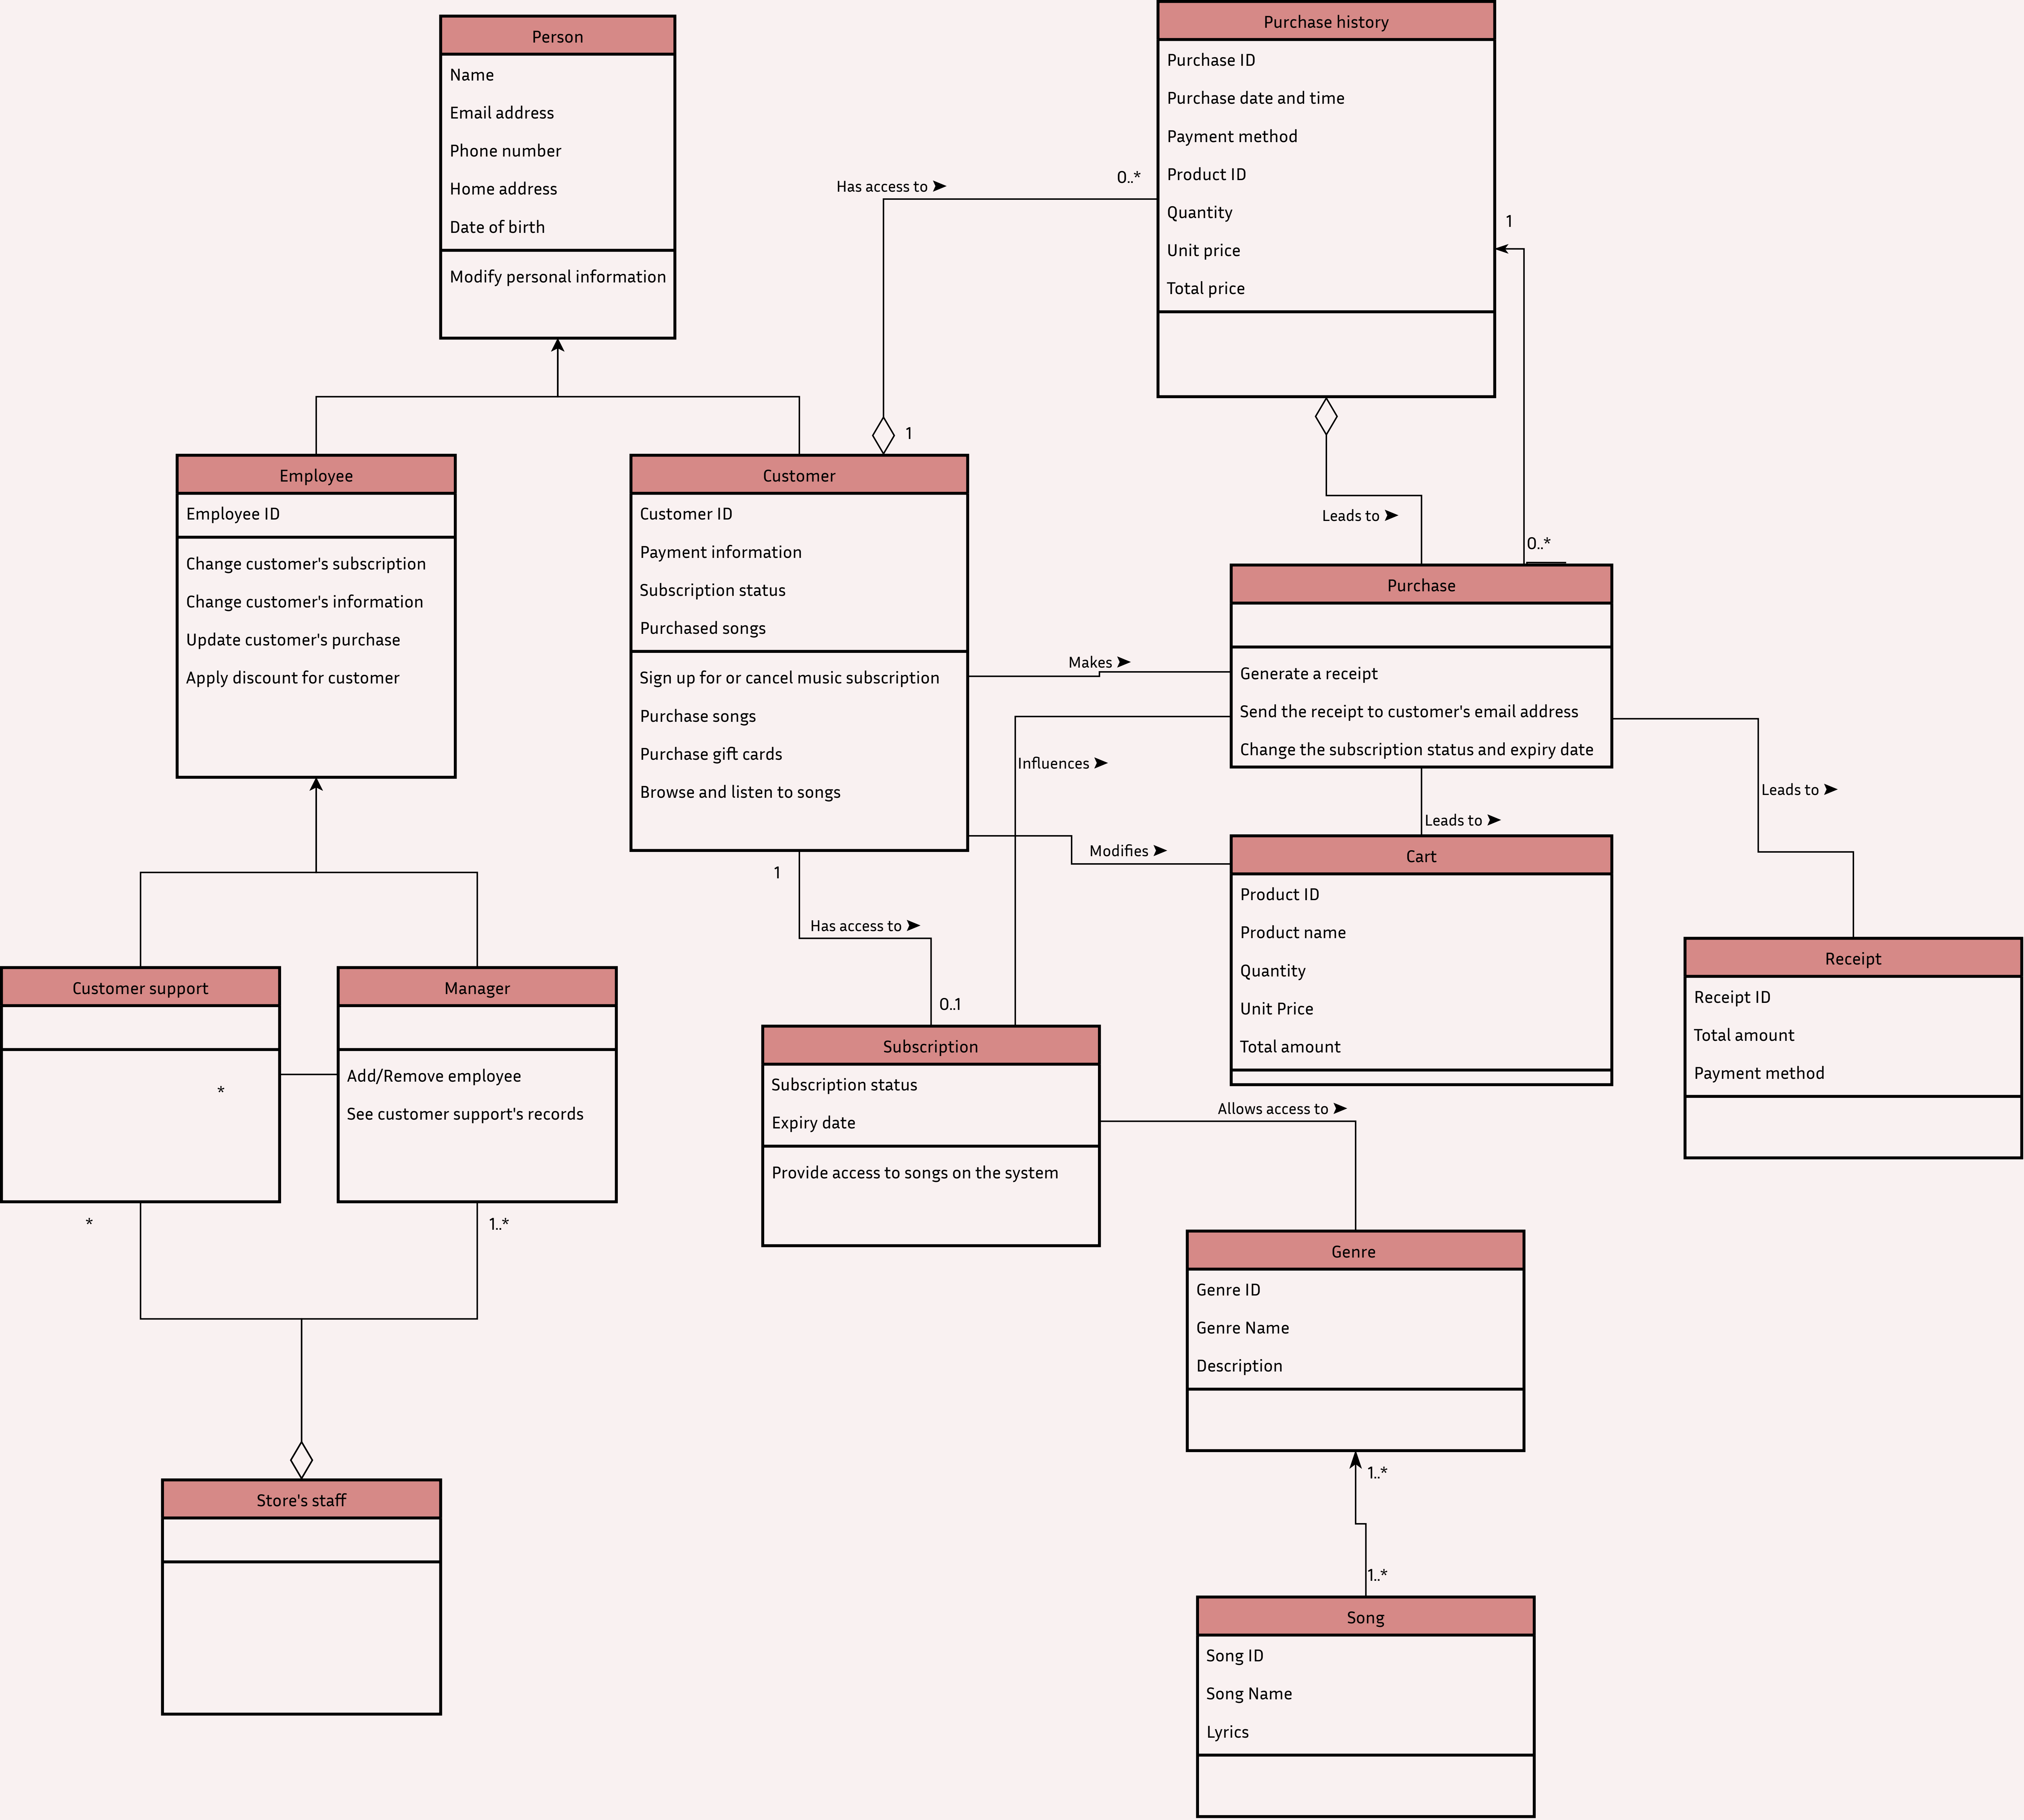 Person
Name
Email address
Phone number
Home address
Date of birth
Modify personal information
Purchase history
Purchase ID
Purchase date and time
Payment method
Product ID
Quantity
Unit price
Total price
Has access to ➤
0..*
1
1
Employee
Employee ID
Change customer's subscription
Change customer's information
Update customer's purchase
Apply discount for customer
Customer
Customer ID
Payment information
Subscription status
Purchased songs
Sign up for or cancel music subscription
Purchase songs
Purchase gift cards
Browse and listen to songs
Leads to ➤
0..*
Purchase
Generate a receipt
Send the receipt to customer's email address
Change the subscription status and expiry date
Makes ➤
Influences ➤
Modifies ➤
Leads to ➤
Leads to ➤
1
Has access to ➤
0..1
Cart
Product ID
Product name
Quantity
Unit Price
Total amount
Receipt
Receipt ID
Total amount
Payment method
Customer support
*
*
Manager
Add/Remove employee
See customer support's records
1..*
Subscription
Subscription status
Expiry date
Provide access to songs on the system
Allows access to ➤
Genre
Genre ID
Genre Name
Description
1..*
1..*
Store's staff
Song
Song ID
Song Name
Lyrics